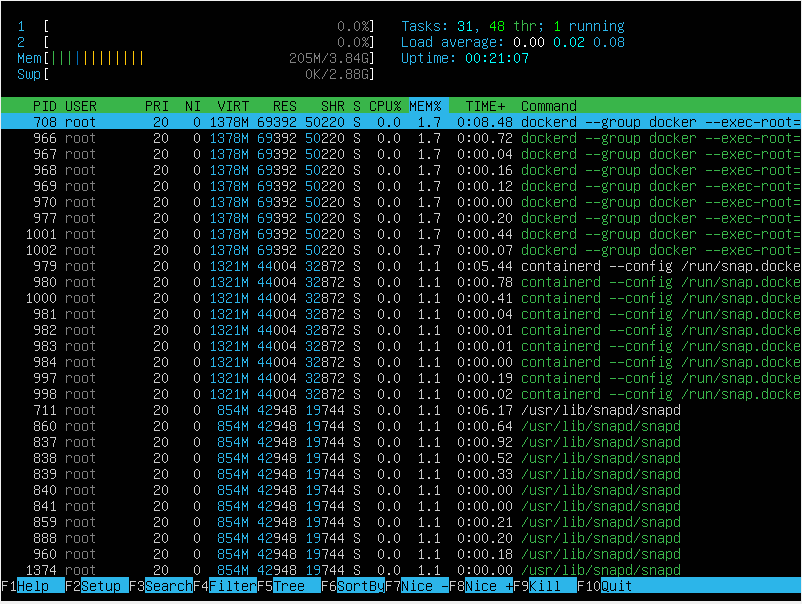 1 [ 0.0%] Tasks: 31, 48 thr; 1 running
2 [ 0.0%] Load average: 0.00 0.02 0.08
Mem[|||||||||||| 205M/3.84G] Uptime: 00:21:07
Swp[ 0K/2.88G]
PID USER PRI NI VIRT RES SHR S CPU% MEM% TIME+ Command
708 root 20 0 1378M 69392 50220 S 0.0 1.7 0:08.48 dockerd --group docker --exec-root=
966 root 20 0 1378M 69392 50220 S 0.0 1.7 0:00.72 dockerd --group docker --exec-root=
967 root 20 0 1378M 69392 50220 S 0.0 1.7 0:00.04 dockerd --group docker --exec-root=
968 root 20 0 1378M 69392 50220 S 0.0 1.7 0:00.16 dockerd --group docker --exec-root=
969 root 20 0 1378M 69392 50220 S 0.0 1.7 0:00.12 dockerd --group docker --exec-root=
970 root 20 0 1378M 69392 50220 S 0.0 1.7 0:00.00 dockerd --group docker --exec-root=
977 root 20 0 1378M 69392 50220 S 0.0 1.7 0:00.20 dockerd --group docker --exec-root=
1001 root 20 0 1378M 69392 50220 S 0.0 1.7 0:00.44 dockerd --group docker --exec-root=
1002 root 20 0 1378M 69392 50220 S 0.0 1.7 0:00.07 dockerd --group docker --exec-root=
979 root 20 0 1321M 44004 32872 S 0.0 1.1 0:05.44 containerd --config /run/snap.docke
980 root 20 0 1321M 44004 32872 S 0.0 1.1 0:00.78 containerd --config /run/snap.docke
1000 root 20 0 1321M 44004 32872 S 0.0 1.1 0:00.41 containerd --config /run/snap.docke
981 root 20 0 1321M 44004 32872 S 0.0 1.1 0:00.04 containerd --config /run/snap.docke
982 root 20 0 1321M 44004 32872 S 0.0 1.1 0:00.01 containerd --config /run/snap.docke
983 root 20 0 1321M 44004 32872 S 0.0 1.1 0:00.01 containerd --config /run/snap.docke
984 root 20 0 1321M 44004 32872 S 0.0 1.1 0:00.00 containerd --config /run/snap.docke
997 root 20 0 1321M 44004 32872 S 0.0 1.1 0:00.19 containerd --config /run/snap.docke
998 root 20 0 1321M 44004 32872 S 0.0 1.1 0:00.02 containerd --config /run/snap.docke
711 root 20 0 854M 42948 19744 S 0.0 1.1 0:06.17 /usr/lib/snapd/snapd
860 root 20 0 854M 42948 19744 S 0.0 1.1 0:00.64 /usr/lib/snapd/snapd
837 root 20 0 854M 42948 19744 S 0.0 1.1 0:00.92 /usr/lib/snapd/snapd
838 root 20 0 854M 42948 19744 S 0.0 1.1 0:00.52 /usr/lib/snapd/snapd
839 root 20 0 854M 42948 19744 S 0.0 1.1 0:00.33 /usr/lib/snapd/snapd
840 root 20 0 854M 42948 19744 S 0.0 1.1 0:00.00 /usr/lib/snapd/snapd
841 root 20 0 854M 42948 19744 S 0.0 1.1 0:00.00 /usr/lib/snapd/snapd
859 root 20 0 854M 42948 19744 S 0.0 1.1 0:00.21 /usr/lib/snapd/snapd
888 root 20 0 854M 42948 19744 S 0.0 1.1 0:00.20 /usr/lib/snapd/snapd
960 root 20 0 854M 42948 19744 S 0.0 1.1 0:00.18 /usr/lib/snapd/snapd
1374 root 20 0 854M 42948 19744 S 0.0 1.1 0:00.00 /usr/lib/snapd/snapd
F1Help F2Setup F3SearchF4FilterF5Tree F6SortByF7Nice -F8Nice +F9Kill F10Quit